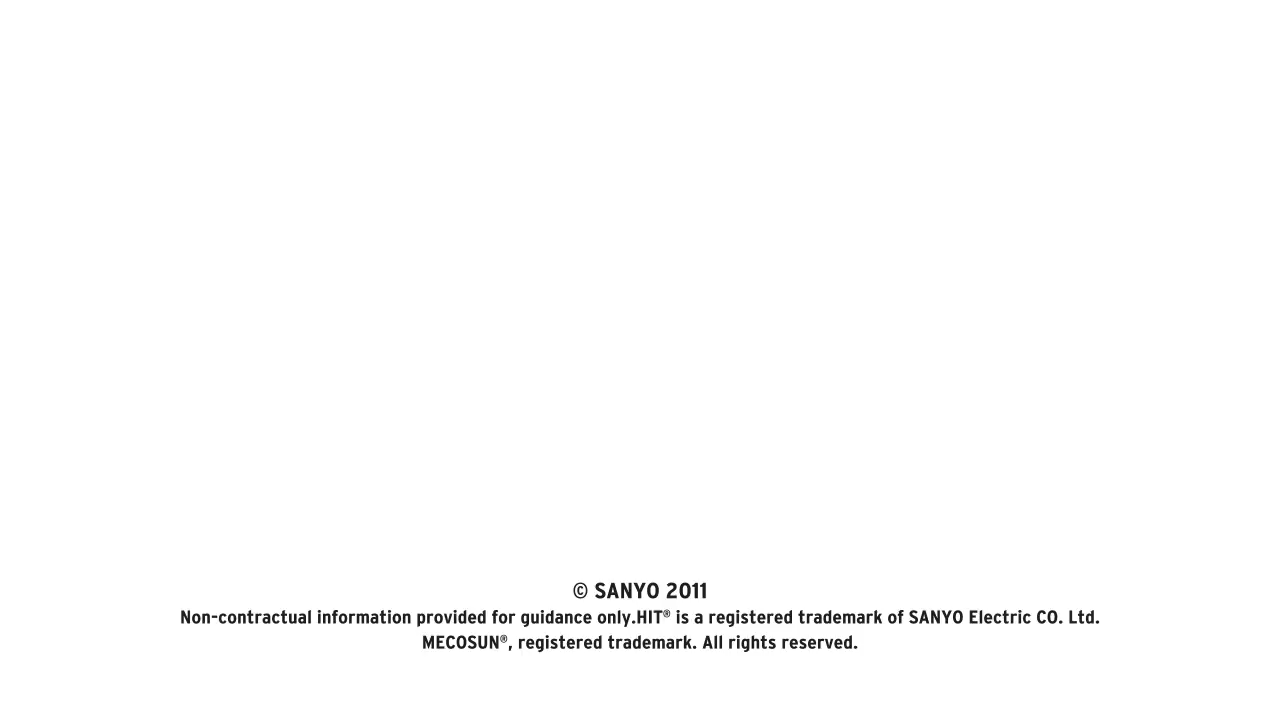 © SANYO 2011
Non-contractual information provided for guidance only.HIT® is a registered trademark of SANYO Electric CO. Ltd.
MECOSUN®, registered trademark. All rights reserved.